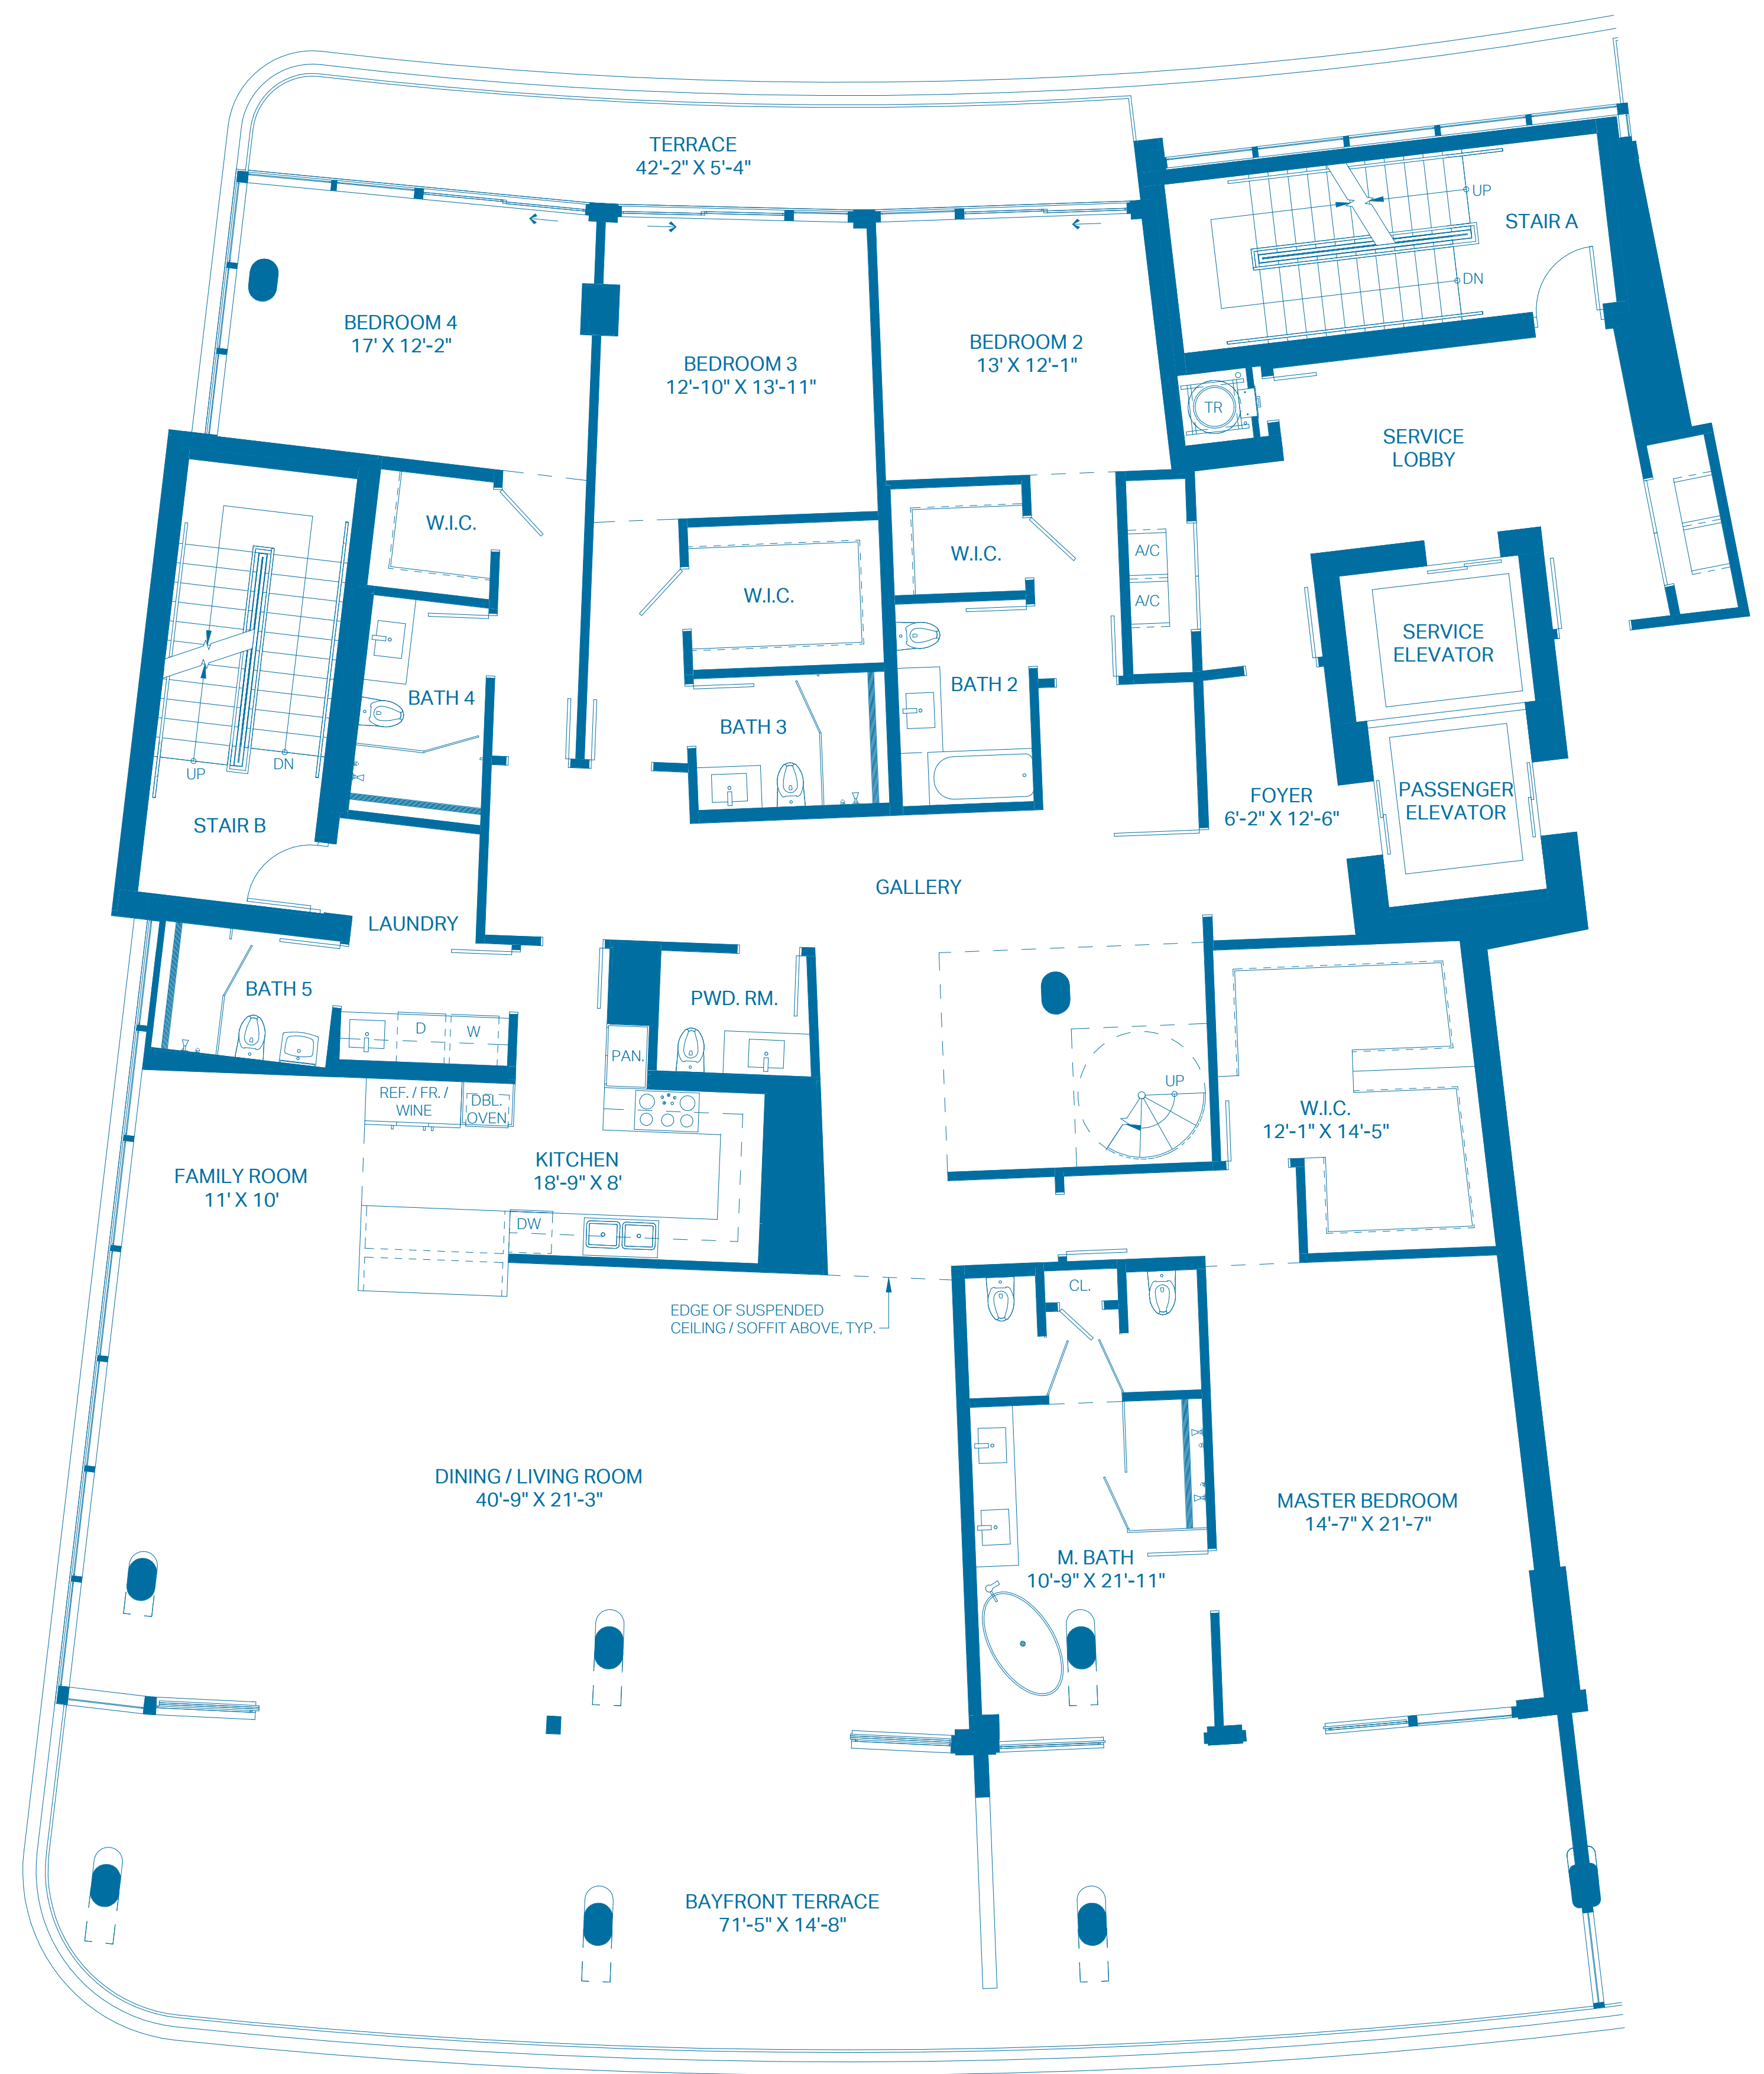 TERRACE
42'-2" X 5'-4"
UP
STAIR A
DN
BEDROOM 4
17' X 12'-2"
BEDROOM 3
12'-10" X 13'-11"
BEDROOM 2
13' X 12'-1"
TR
SERVICE
LOBBY
W.I.C.
W.I.C.
W.I.C.
A/C
A/C
SERVICE
ELEVATOR
BATH 4
BATH 3
BATH 2
UP
DN
STAIR B
FOYER
6'-2" X 12'-6"
PASSENGER
ELEVATOR
GALLERY
LAUNDRY
BATH 5
D
W
PWD. RM.
PAN.
REF. / FR. /
WINE
DBL.
OVEN
UP
W.I.C.
12'-1" X 14'-5"
FAMILY ROOM
11' X 10'
KITCHEN
18'-9" X 8'
DW
EDGE OF SUSPENDED
CEILING / SOFFIT ABOVE, TYP.
CL.
DINING / LIVING ROOM
40'-9" X 21'-3"
MASTER BEDROOM
14'-7" X 21'-7"
M. BATH
10'-9" X 21'-11"
BAYFRONT TERRACE
71'-5" X 14'-8"